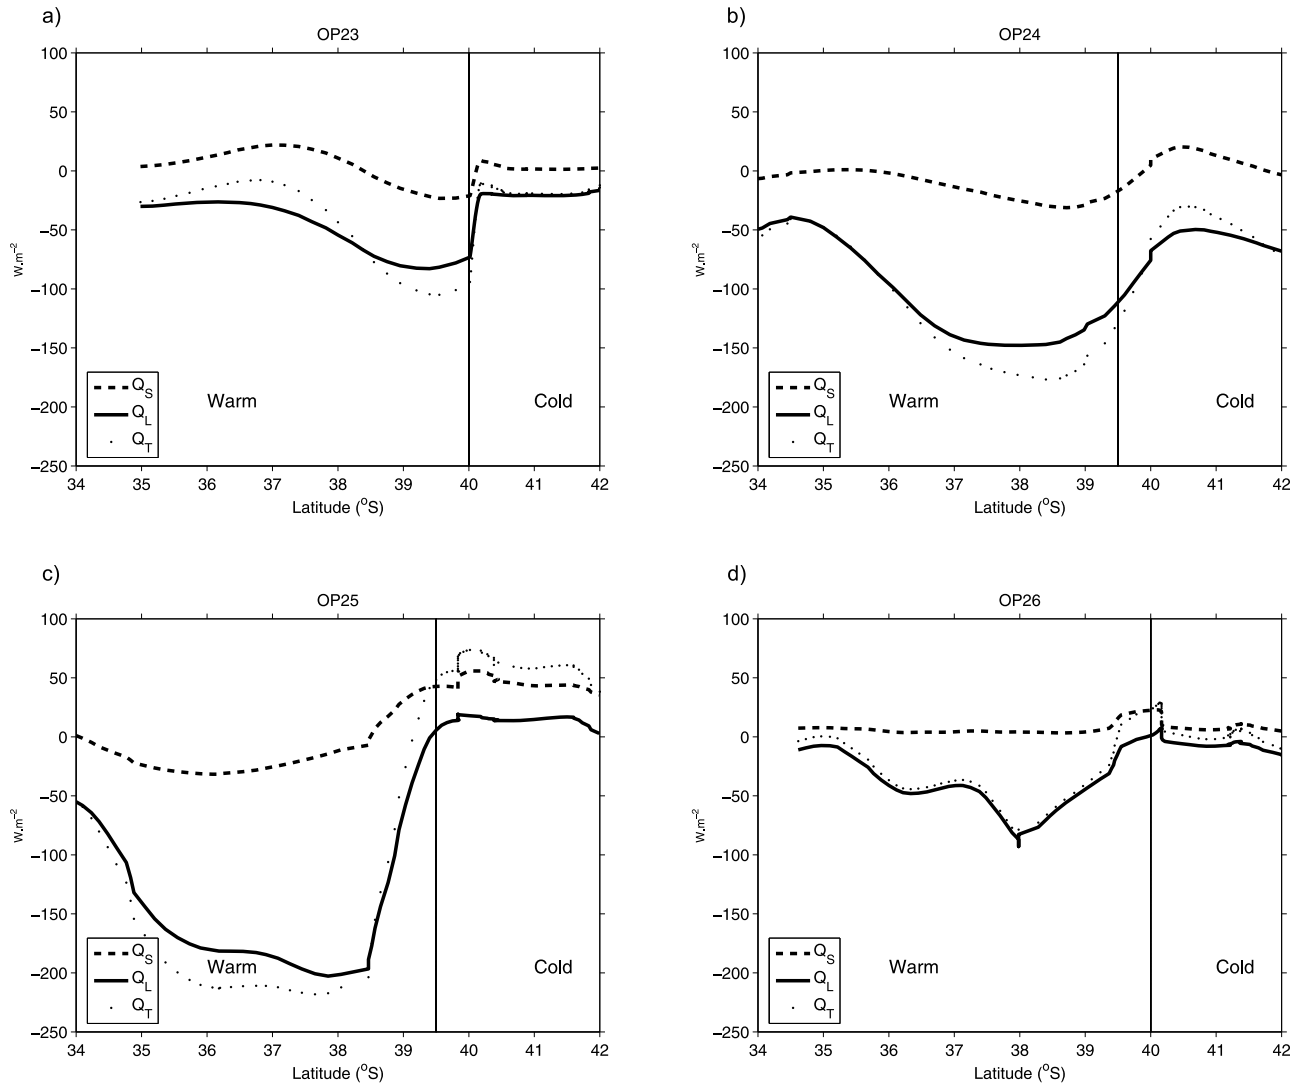 a)
OP23
100
50
0
−50
−100
−150
−200
−250
W.m−2
Q_S
Q_L
Q_T
Warm
Cold
34 35 36 37 38 39 40 41 42
Latitude (°S)
b)
OP24
100
50
0
−50
−100
−150
−200
−250
W.m−2
Q_S
Q_L
Q_T
Warm
Cold
34 35 36 37 38 39 40 41 42
Latitude (°S)
c)
OP25
100
50
0
−50
−100
−150
−200
−250
W.m−2
Q_S
Q_L
Q_T
Warm
Cold
34 35 36 37 38 39 40 41 42
Latitude (°S)
d)
OP26
100
50
0
−50
−100
−150
−200
−250
W.m−2
Q_S
Q_L
Q_T
Warm
Cold
34 35 36 37 38 39 40 41 42
Latitude (°S)